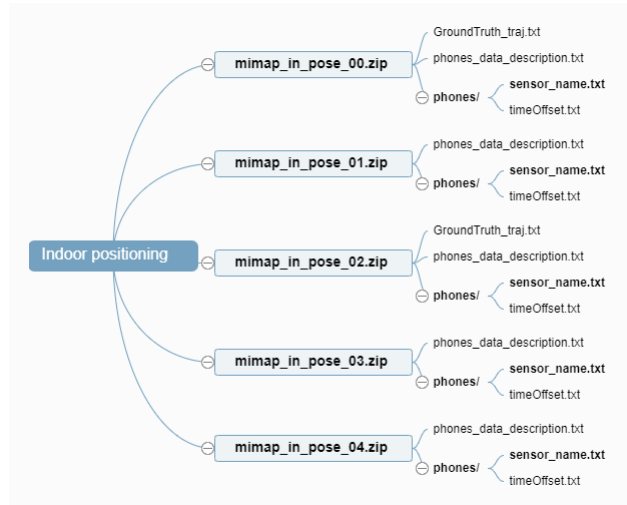 Indoor positioning
mimap_in_pose_00.zip
GroundTruth_traj.txt
phones_data_description.txt
phones/
sensor_name.txt
timeOffset.txt
mimap_in_pose_01.zip
phones_data_description.txt
phones/
sensor_name.txt
timeOffset.txt
mimap_in_pose_02.zip
GroundTruth_traj.txt
phones_data_description.txt
phones/
sensor_name.txt
timeOffset.txt
mimap_in_pose_03.zip
phones_data_description.txt
phones/
sensor_name.txt
timeOffset.txt
mimap_in_pose_04.zip
phones_data_description.txt
phones/
sensor_name.txt
timeOffset.txt